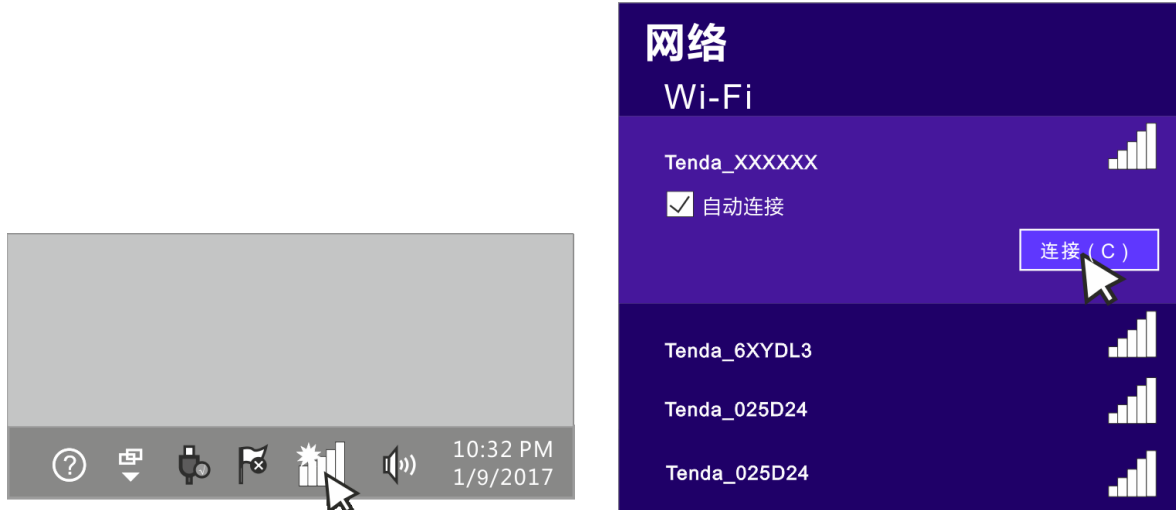 10:32 PM
1/9/2017
网络
Wi-Fi
Tenda_XXXXXX
自动连接
连接(C)
Tenda_6XYDL3
Tenda_025D24
Tenda_025D24